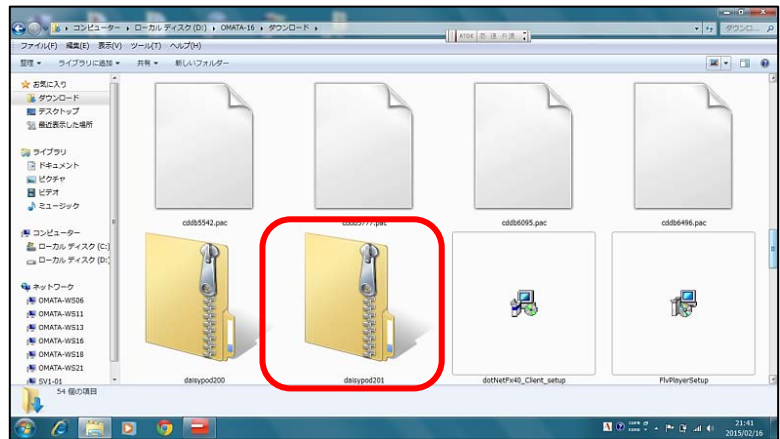 コンピューター ▸ ローカル ディスク (D:) ▸ OMATA-16 ▸ ダウンロード ▸
ダウンロ...
ファイル(F) 編集(E) 表示(V) ツール(T) ヘルプ(H)
整理 ▼ ライブラリに追加 ▼ 共有 ▼ 新しいフォルダー
お気に入り
ダウンロード
デスクトップ
最近表示した場所
ライブラリ
ドキュメント
ピクチャ
ビデオ
ミュージック
コンピューター
ローカル ディスク (C:)
ローカル ディスク (D:)
ネットワーク
OMATA-WS06
OMATA-WS11
OMATA-WS13
OMATA-WS16
OMATA-WS18
OMATA-WS21
SV1-01
cddb5542.pac
cddb5777.pac
cddb6095.pac
cddb6496.pac
daisypod200
daisypod201
dotNetFx40_Client_setup
FlvPlayerSetup
54 個の項目
21:41
2015/02/16